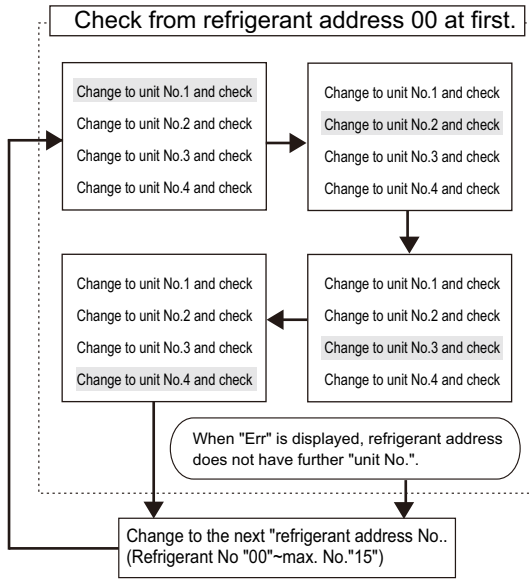 Check from refrigerant address 00 at first.
Change to unit No.1 and check
Change to unit No.2 and check
Change to unit No.3 and check
Change to unit No.4 and check
Change to unit No.1 and check
Change to unit No.2 and check
Change to unit No.3 and check
Change to unit No.4 and check
Change to unit No.1 and check
Change to unit No.2 and check
Change to unit No.3 and check
Change to unit No.4 and check
Change to unit No.1 and check
Change to unit No.2 and check
Change to unit No.3 and check
Change to unit No.4 and check
When "Err" is displayed, refrigerant address
does not have further "unit No.".
Change to the next "refrigerant address No..
(Refrigerant No "00"~max. No."15")